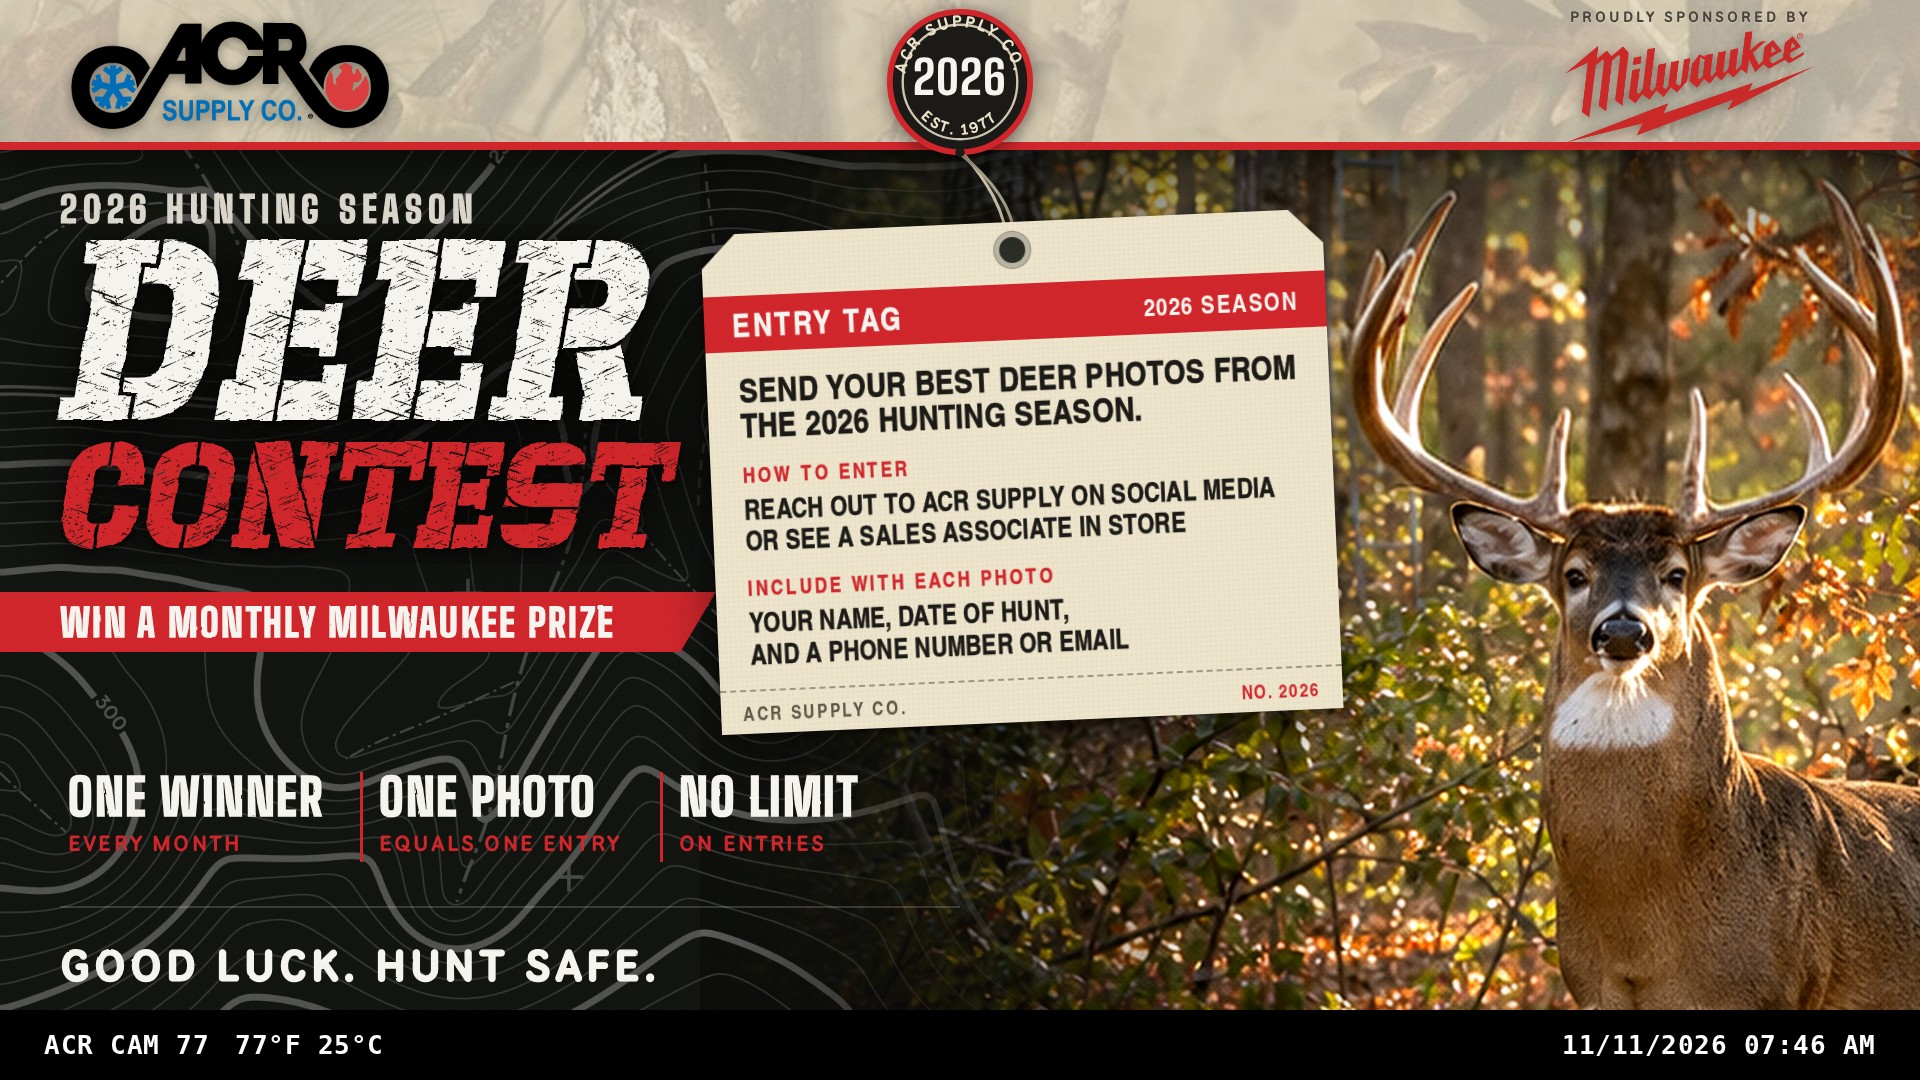 ACR
SUPPLY CO.
ACR SUPPLY CO.
2026
EST. 1977
PROUDLY SPONSORED BY
Milwaukee
2026 HUNTING SEASON
DEER
CONTEST
WIN A MONTHLY MILWAUKEE PRIZE
ENTRY TAG
2026 SEASON
SEND YOUR BEST DEER PHOTOS FROM
THE 2026 HUNTING SEASON.
HOW TO ENTER
REACH OUT TO ACR SUPPLY ON SOCIAL MEDIA
OR SEE A SALES ASSOCIATE IN STORE
INCLUDE WITH EACH PHOTO
YOUR NAME, DATE OF HUNT,
AND A PHONE NUMBER OR EMAIL
ACR SUPPLY CO.
NO. 2026
300
ONE WINNER
EVERY MONTH
ONE PHOTO
EQUALS ONE ENTRY
NO LIMIT
ON ENTRIES
GOOD LUCK. HUNT SAFE.
ACR CAM 77 77°F 25°C
11/11/2026 07:46 AM